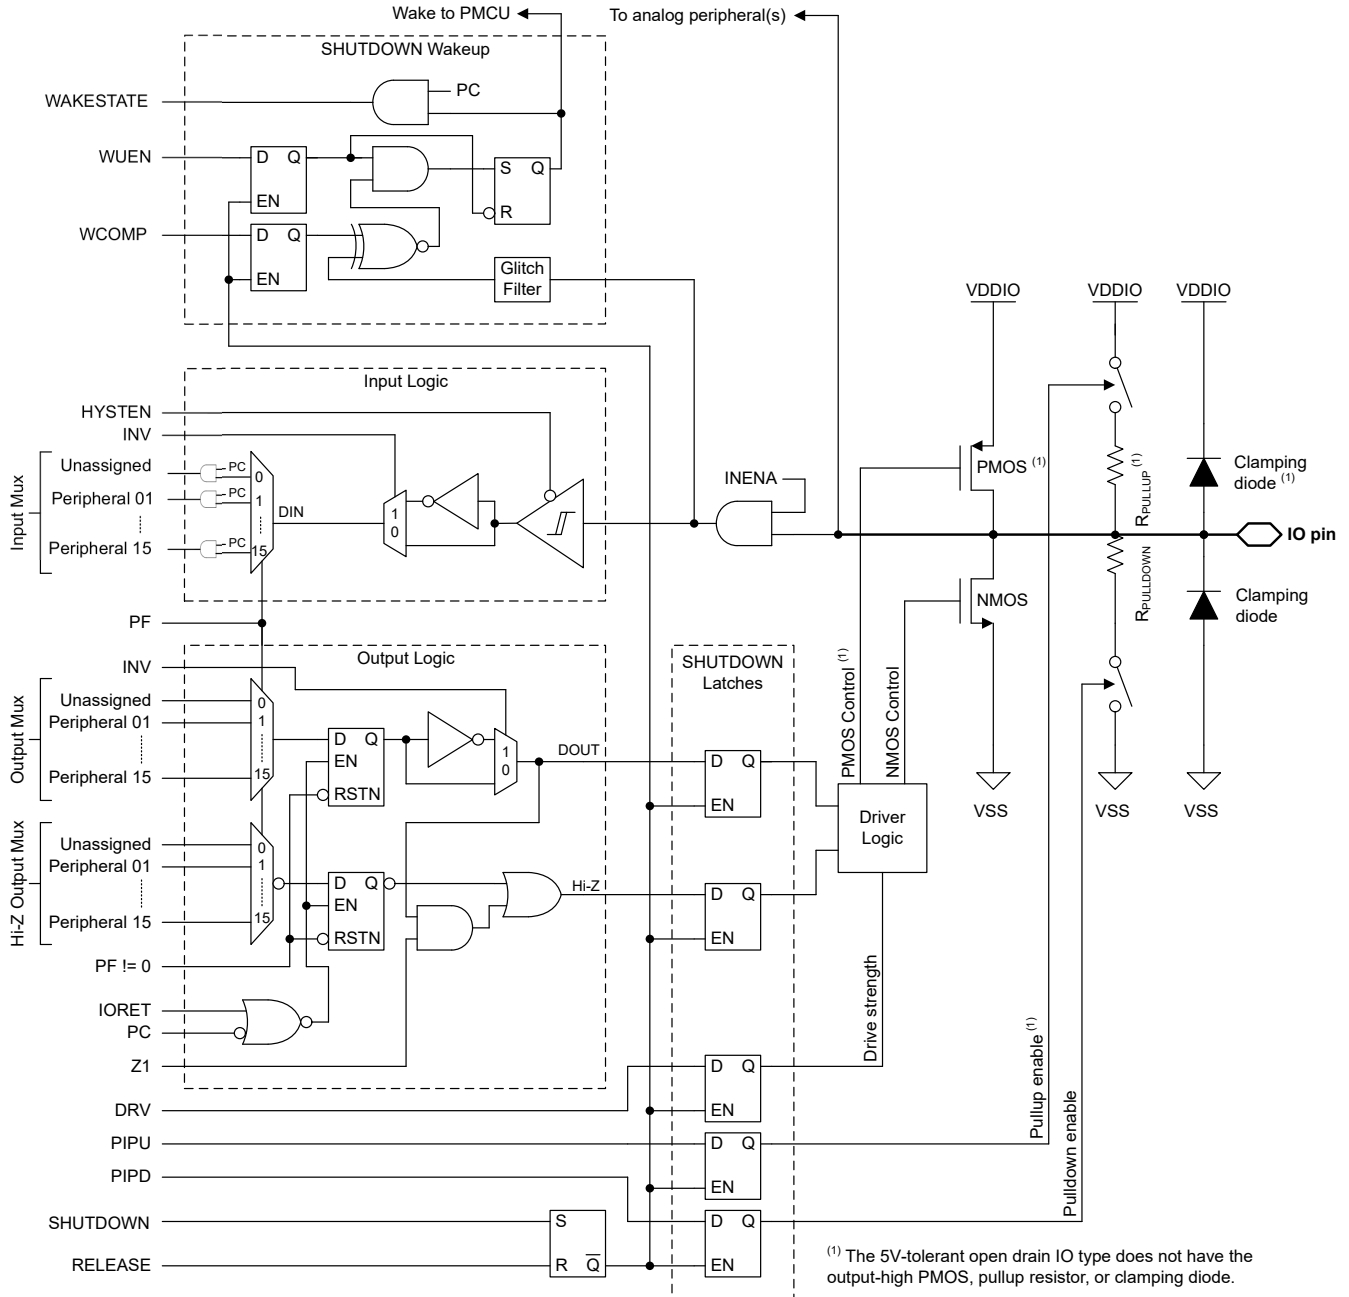 Wake to PMCU
To analog peripheral(s)
SHUTDOWN Wakeup
WAKESTATE
PC
WUEN
D Q
EN
S Q
R
WCOMP
D Q
EN
Glitch
Filter
VDDIO
VDDIO
VDDIO
Input Logic
HYSTEN
INV
Input Mux
Unassigned
PC
0
Peripheral 01
PC
1
Peripheral 15
PC
15
DIN
1
0
INENA
PMOS (1)
RPULLUP (1)
Clamping
diode (1)
IO pin
RPULLDOWN
NMOS
Clamping
diode
PF
Output Logic
INV
Output Mux
Unassigned
0
Peripheral 01
1
Peripheral 15
15
D Q
EN
RSTN
1
0
DOUT
SHUTDOWN
Latches
D Q
EN
PMOS Control (1)
NMOS Control
Driver
Logic
VSS
VSS
VSS
Hi-Z Output Mux
Unassigned
0
Peripheral 01
1
Peripheral 15
15
D Q
EN
RSTN
Hi-Z
D Q
EN
PF != 0
IORET
PC
Z1
Drive strength
DRV
D Q
EN
PIPU
D Q
EN
Pullup enable (1)
PIPD
Pulldown enable
SHUTDOWN
S
D Q
EN
RELEASE
R Q̅
(1) The 5V-tolerant open drain IO type does not have the
output-high PMOS, pullup resistor, or clamping diode.